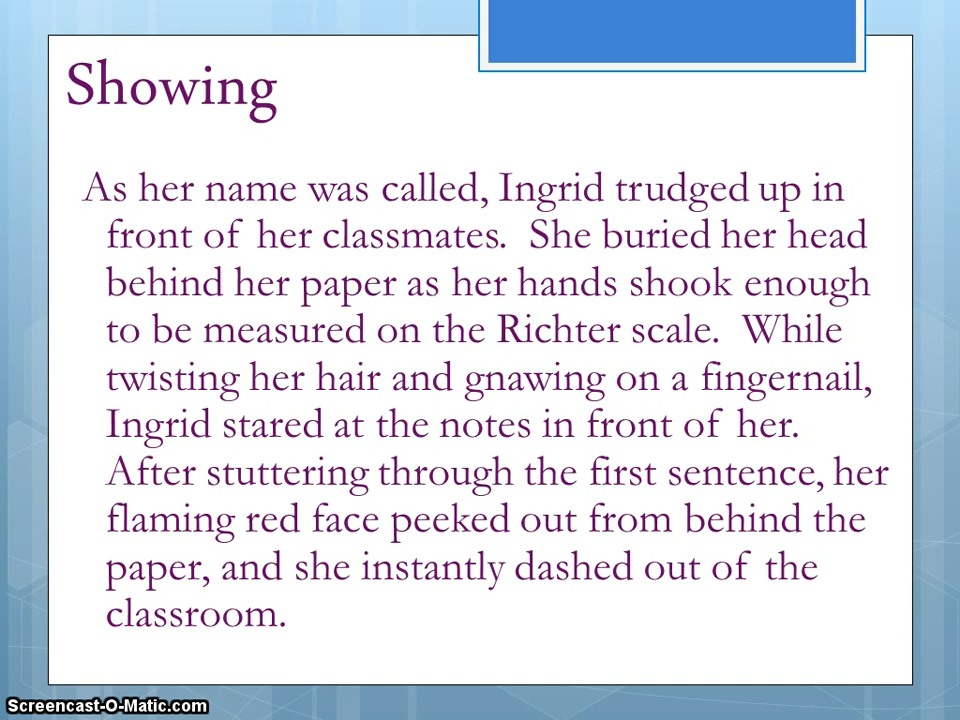 Showing
As her name was called, Ingrid trudged up in
front of her classmates.  She buried her head
behind her paper as her hands shook enough
to be measured on the Richter scale.  While
twisting her hair and gnawing on a fingernail,
Ingrid stared at the notes in front of her.
After stuttering through the first sentence, her
flaming red face peeked out from behind the
paper, and she instantly dashed out of the
classroom.
Screencast-O-Matic.com